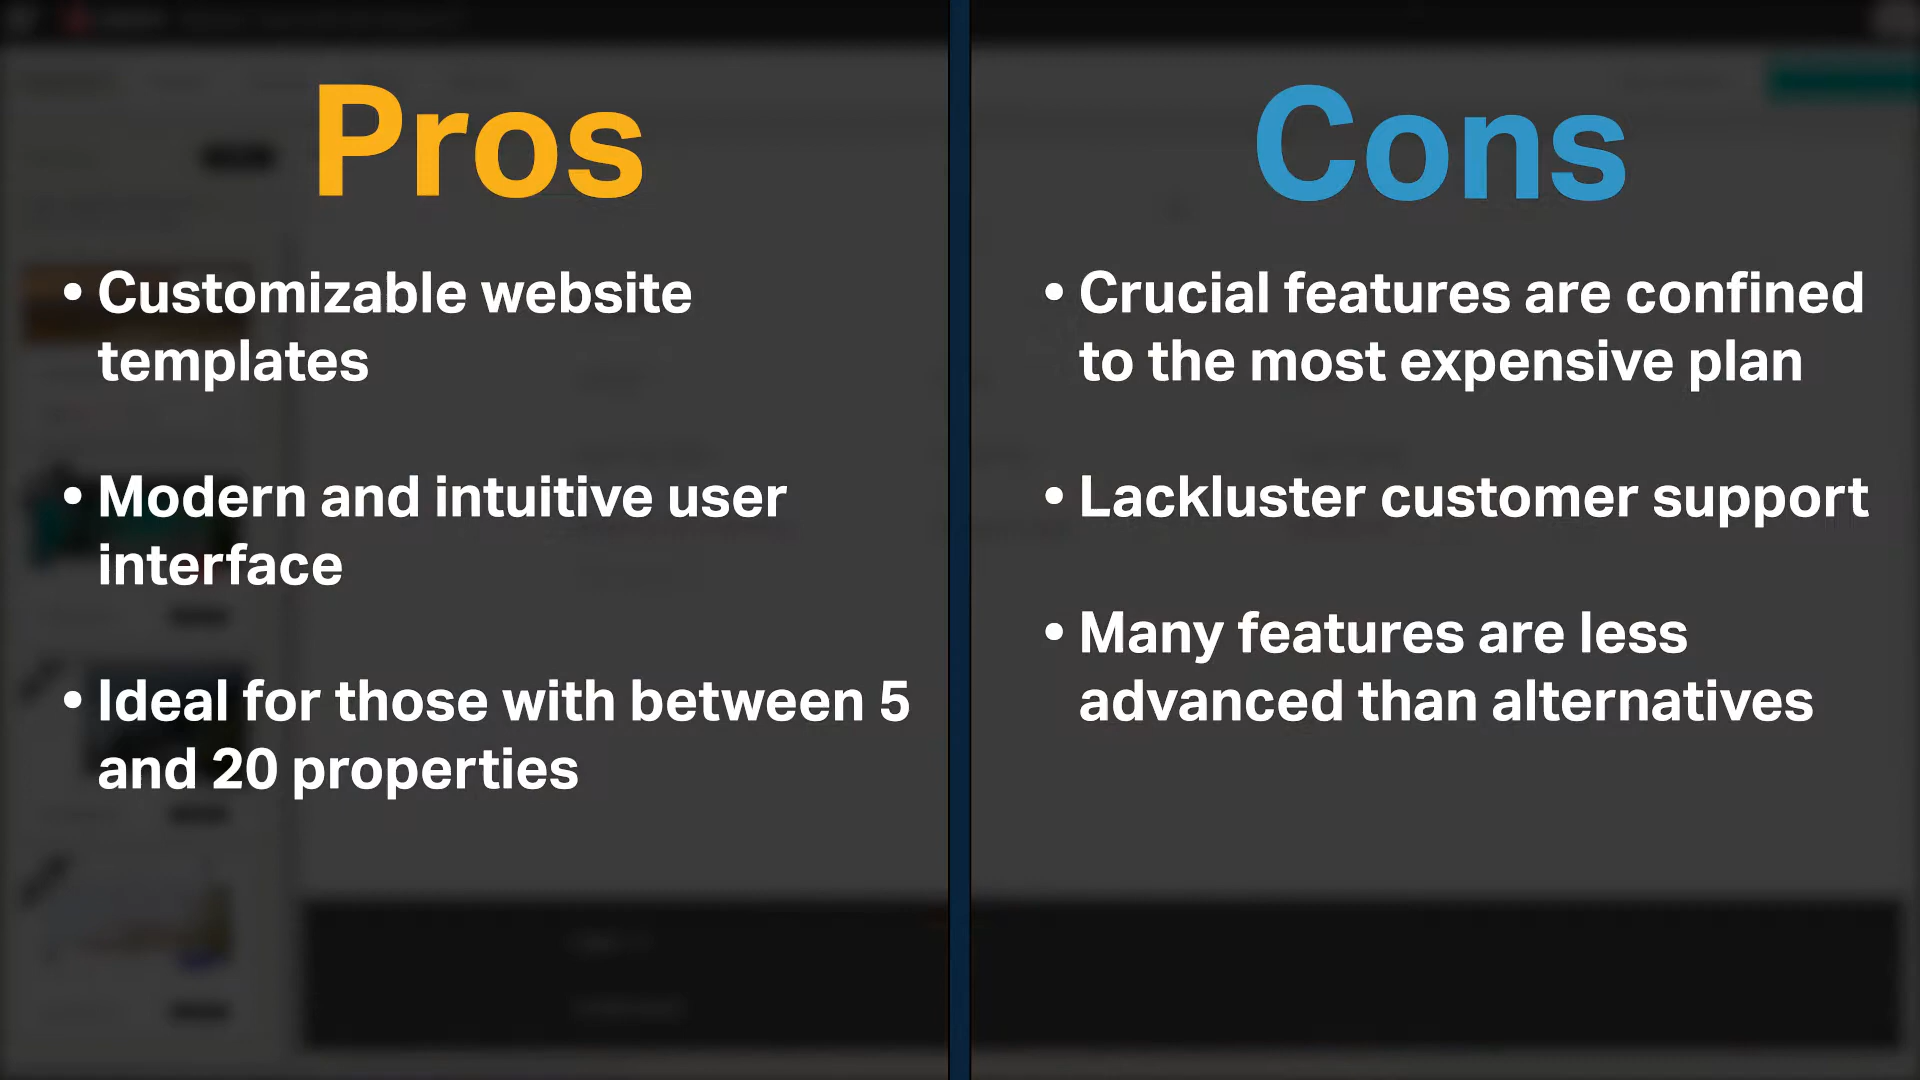 Pros
• Customizable website
templates
• Modern and intuitive user
interface
• Ideal for those with between 5
and 20 properties
Cons
• Crucial features are confined
to the most expensive plan
• Lackluster customer support
• Many features are less
advanced than alternatives